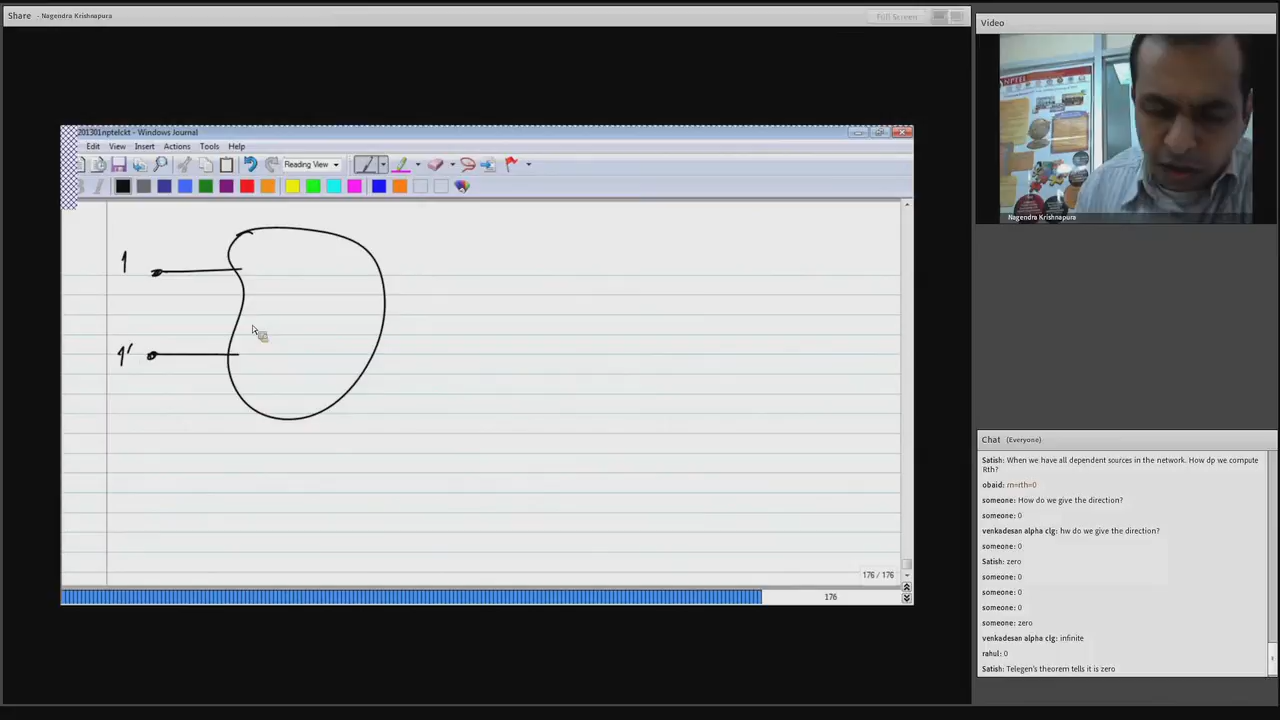 Share - Nagendra Krishnapura
Full Screen
Video
NPTEL
Nagendra Krishnapura
201301nptelckt - Windows Journal
Edit View Insert Actions Tools Help
Reading View
1
1'
176 / 176
176
Chat (Everyone)
Satish: When we have all dependent sources in the network. How dp we compute
Rth?
obaid: rn=rth=0
someone: How do we give the direction?
someone: 0
venkadesan alpha clg: hw do we give the direction?
someone: 0
Satish: zero
someone: 0
someone: 0
someone: 0
someone: zero
venkadesan alpha clg: infinite
rahul: 0
Satish: Telegen's theorem tells it is zero